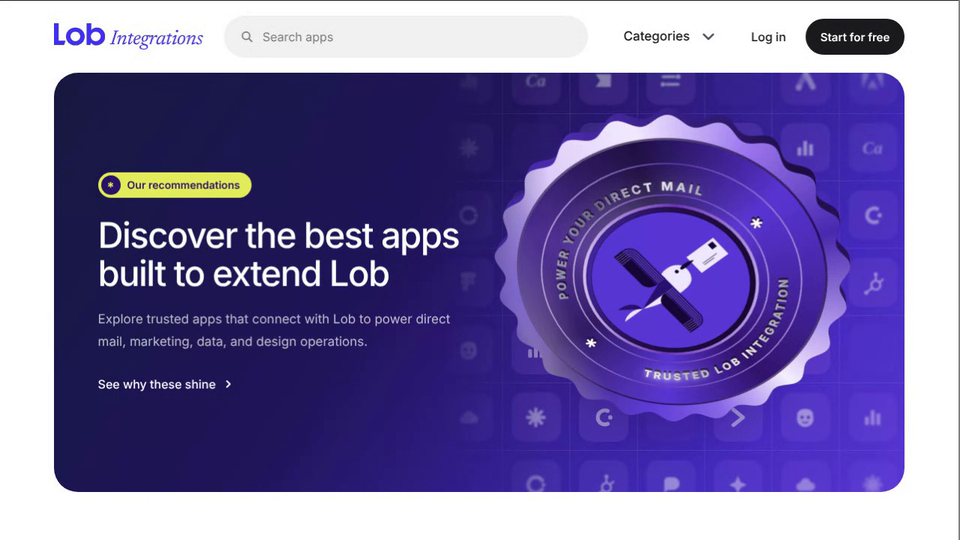 Lob Integrations
Search apps
Categories
Log in
Start for free
Our recommendations
Discover the best apps
built to extend Lob
Explore trusted apps that connect with Lob to power direct
mail, marketing, data, and design operations.
See why these shine
POWER YOUR DIRECT MAIL
TRUSTED LOB INTEGRATION
Ca
Ca